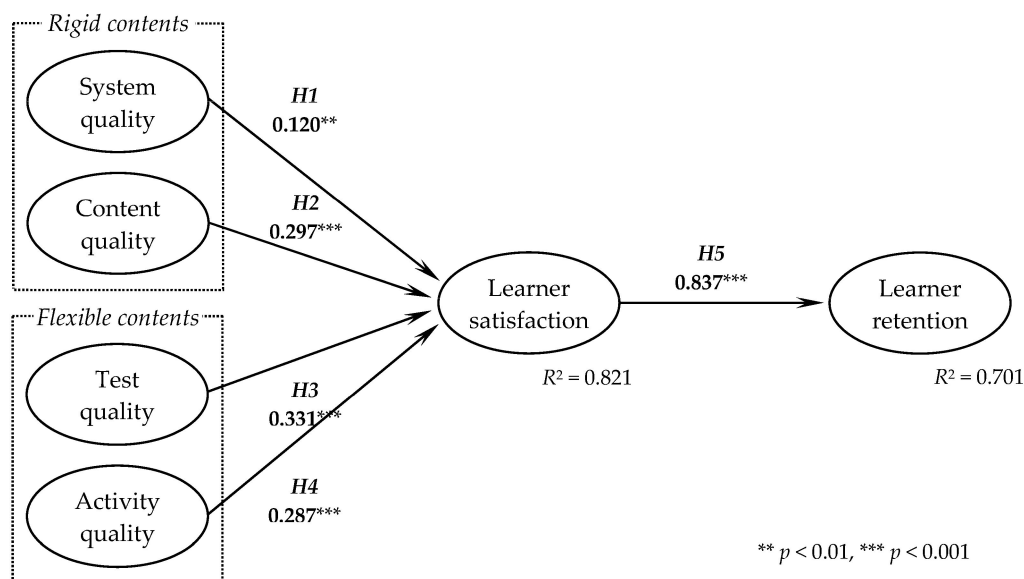 Rigid contents
System
quality
H1
0.120**
Content
quality
H2
0.297***
Flexible contents
Test
quality
H3
0.331***
Activity
quality
H4
0.287***
Learner
satisfaction
R² = 0.821
H5
0.837***
Learner
retention
R² = 0.701
** p < 0.01, *** p < 0.001